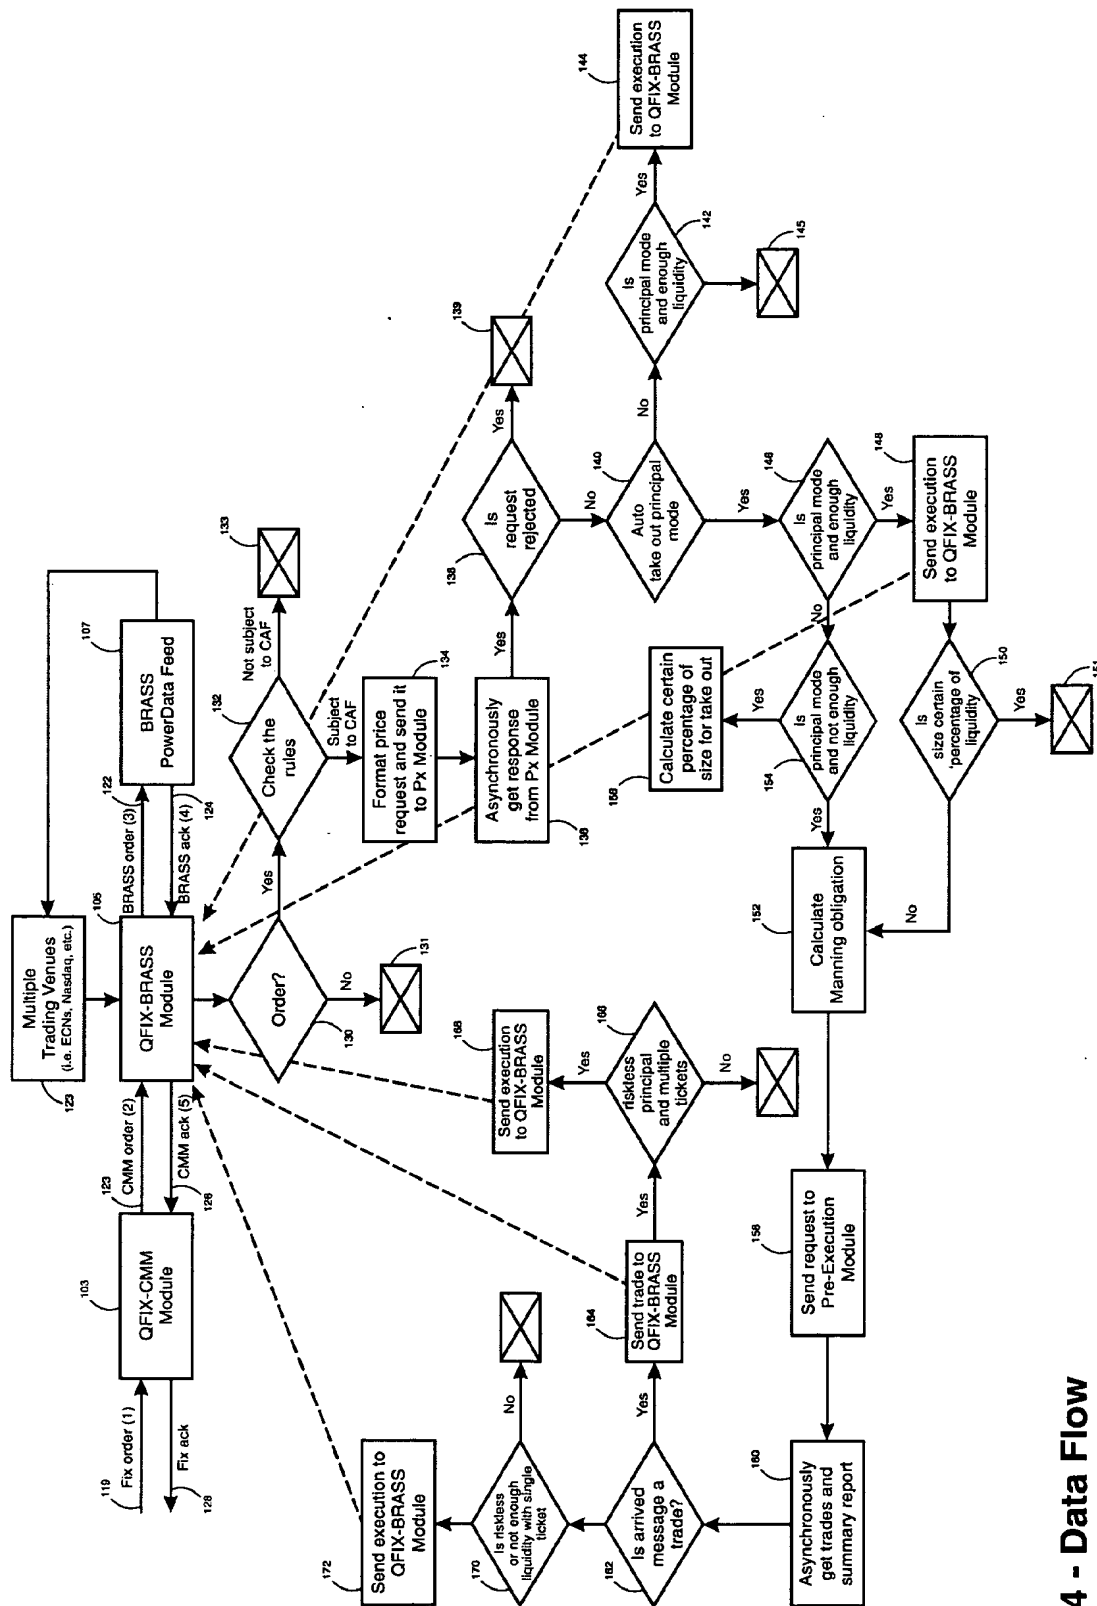 119
Fix order (1)
Fix ack
128
103
QFIX-CMM
Module
123
CMM order (2)
CMM ack (5)
126
Multiple
Trading Venues
(i.e. ECNs, Nasdaq, etc.)
123
105
QFIX-BRASS
Module
BRASS order (3)
122
BRASS ack (4)
124
107
BRASS
PowerData Feed
Order?
130
No
131
Yes
132
Check the
rules
Not subject
to CAF
133
Subject
to CAF
134
Format price
request and send it
to Px Module
Asynchronously
get response
from Px Module
136
Yes
138
Is
request
rejected
Yes
139
No
140
Auto
take out principal
mode
No
142
Is
principal mode
and enough
liquidity
Yes
144
Send execution
to QFIX-BRASS
Module
145
Yes
146
Is
principal mode
and enough
liquidity
Yes
148
Send execution
to QFIX-BRASS
Module
No
154
Is
principal mode
and not enough
liquidity
Yes
Calculate certain
percentage of
size for take out
Yes
150
Is
size certain
percentage of
liquidity
Yes
151
No
152
Calculate
Manning obligation
158
Send request to
Pre-Execution
Module
160
Asynchronously
get trades and
summary report
162
Is arrived
message a
trade?
Yes
164
Send trade to
QFIX-BRASS
Module
Yes
166
riskless
principal
and multiple
tickets
No
Yes
168
Send execution
to QFIX-BRASS
Module
170
Is riskless
or not enough
liquidity with single
ticket
No
172
Send execution to
QFIX-BRASS
Module
4 - Data Flow